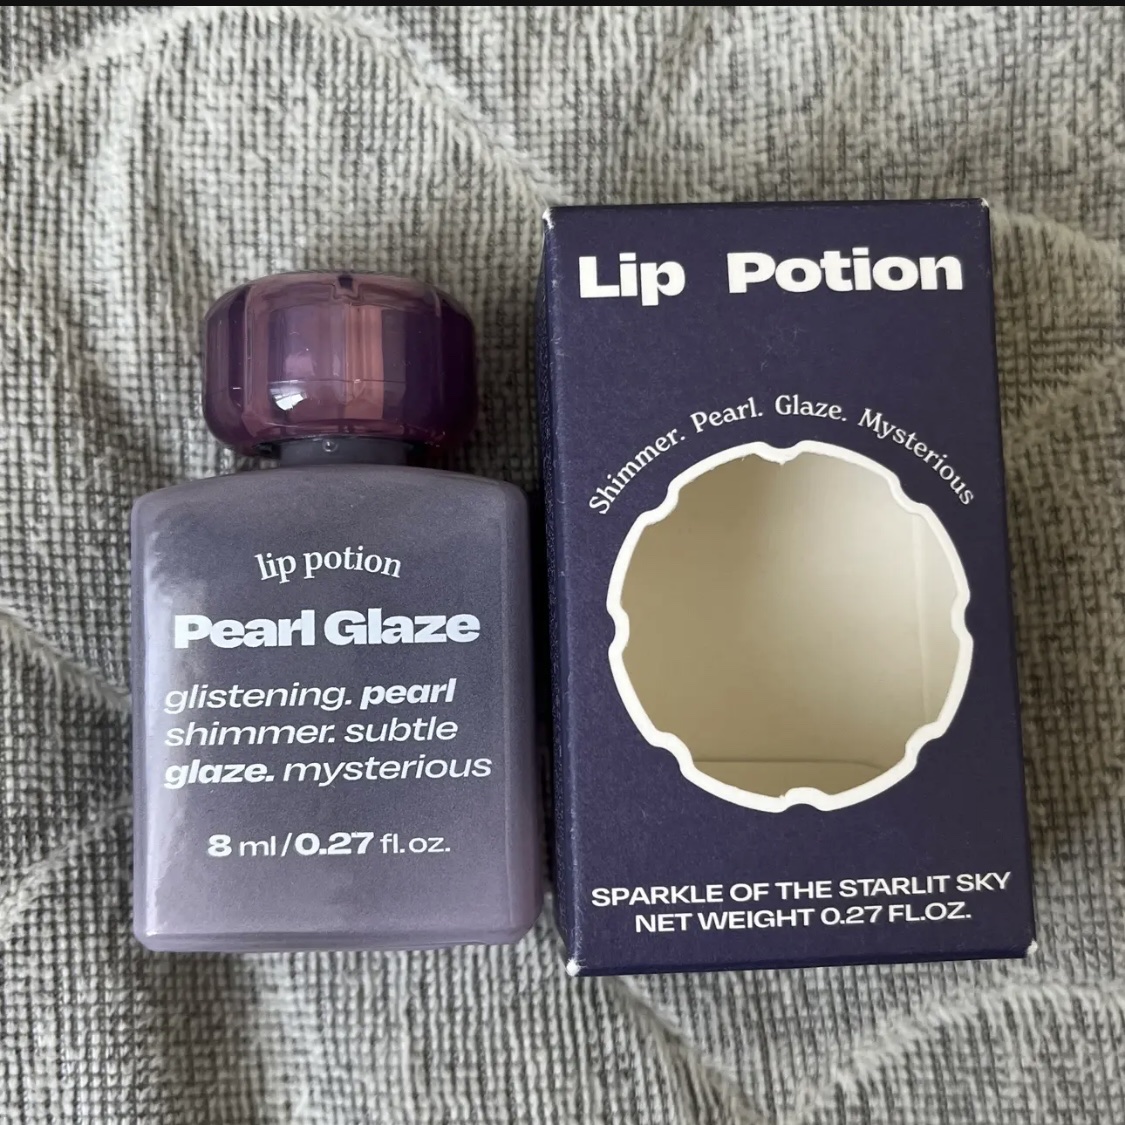 lip potion
Pearl Glaze
glistening. pearl
shimmer. subtle
glaze. mysterious
8 ml/0.27 fl.oz.
Lip Potion
Shimmer. Pearl. Glaze. Mysterious
SPARKLE OF THE STARLIT SKY
NET WEIGHT 0.27 FL.OZ.